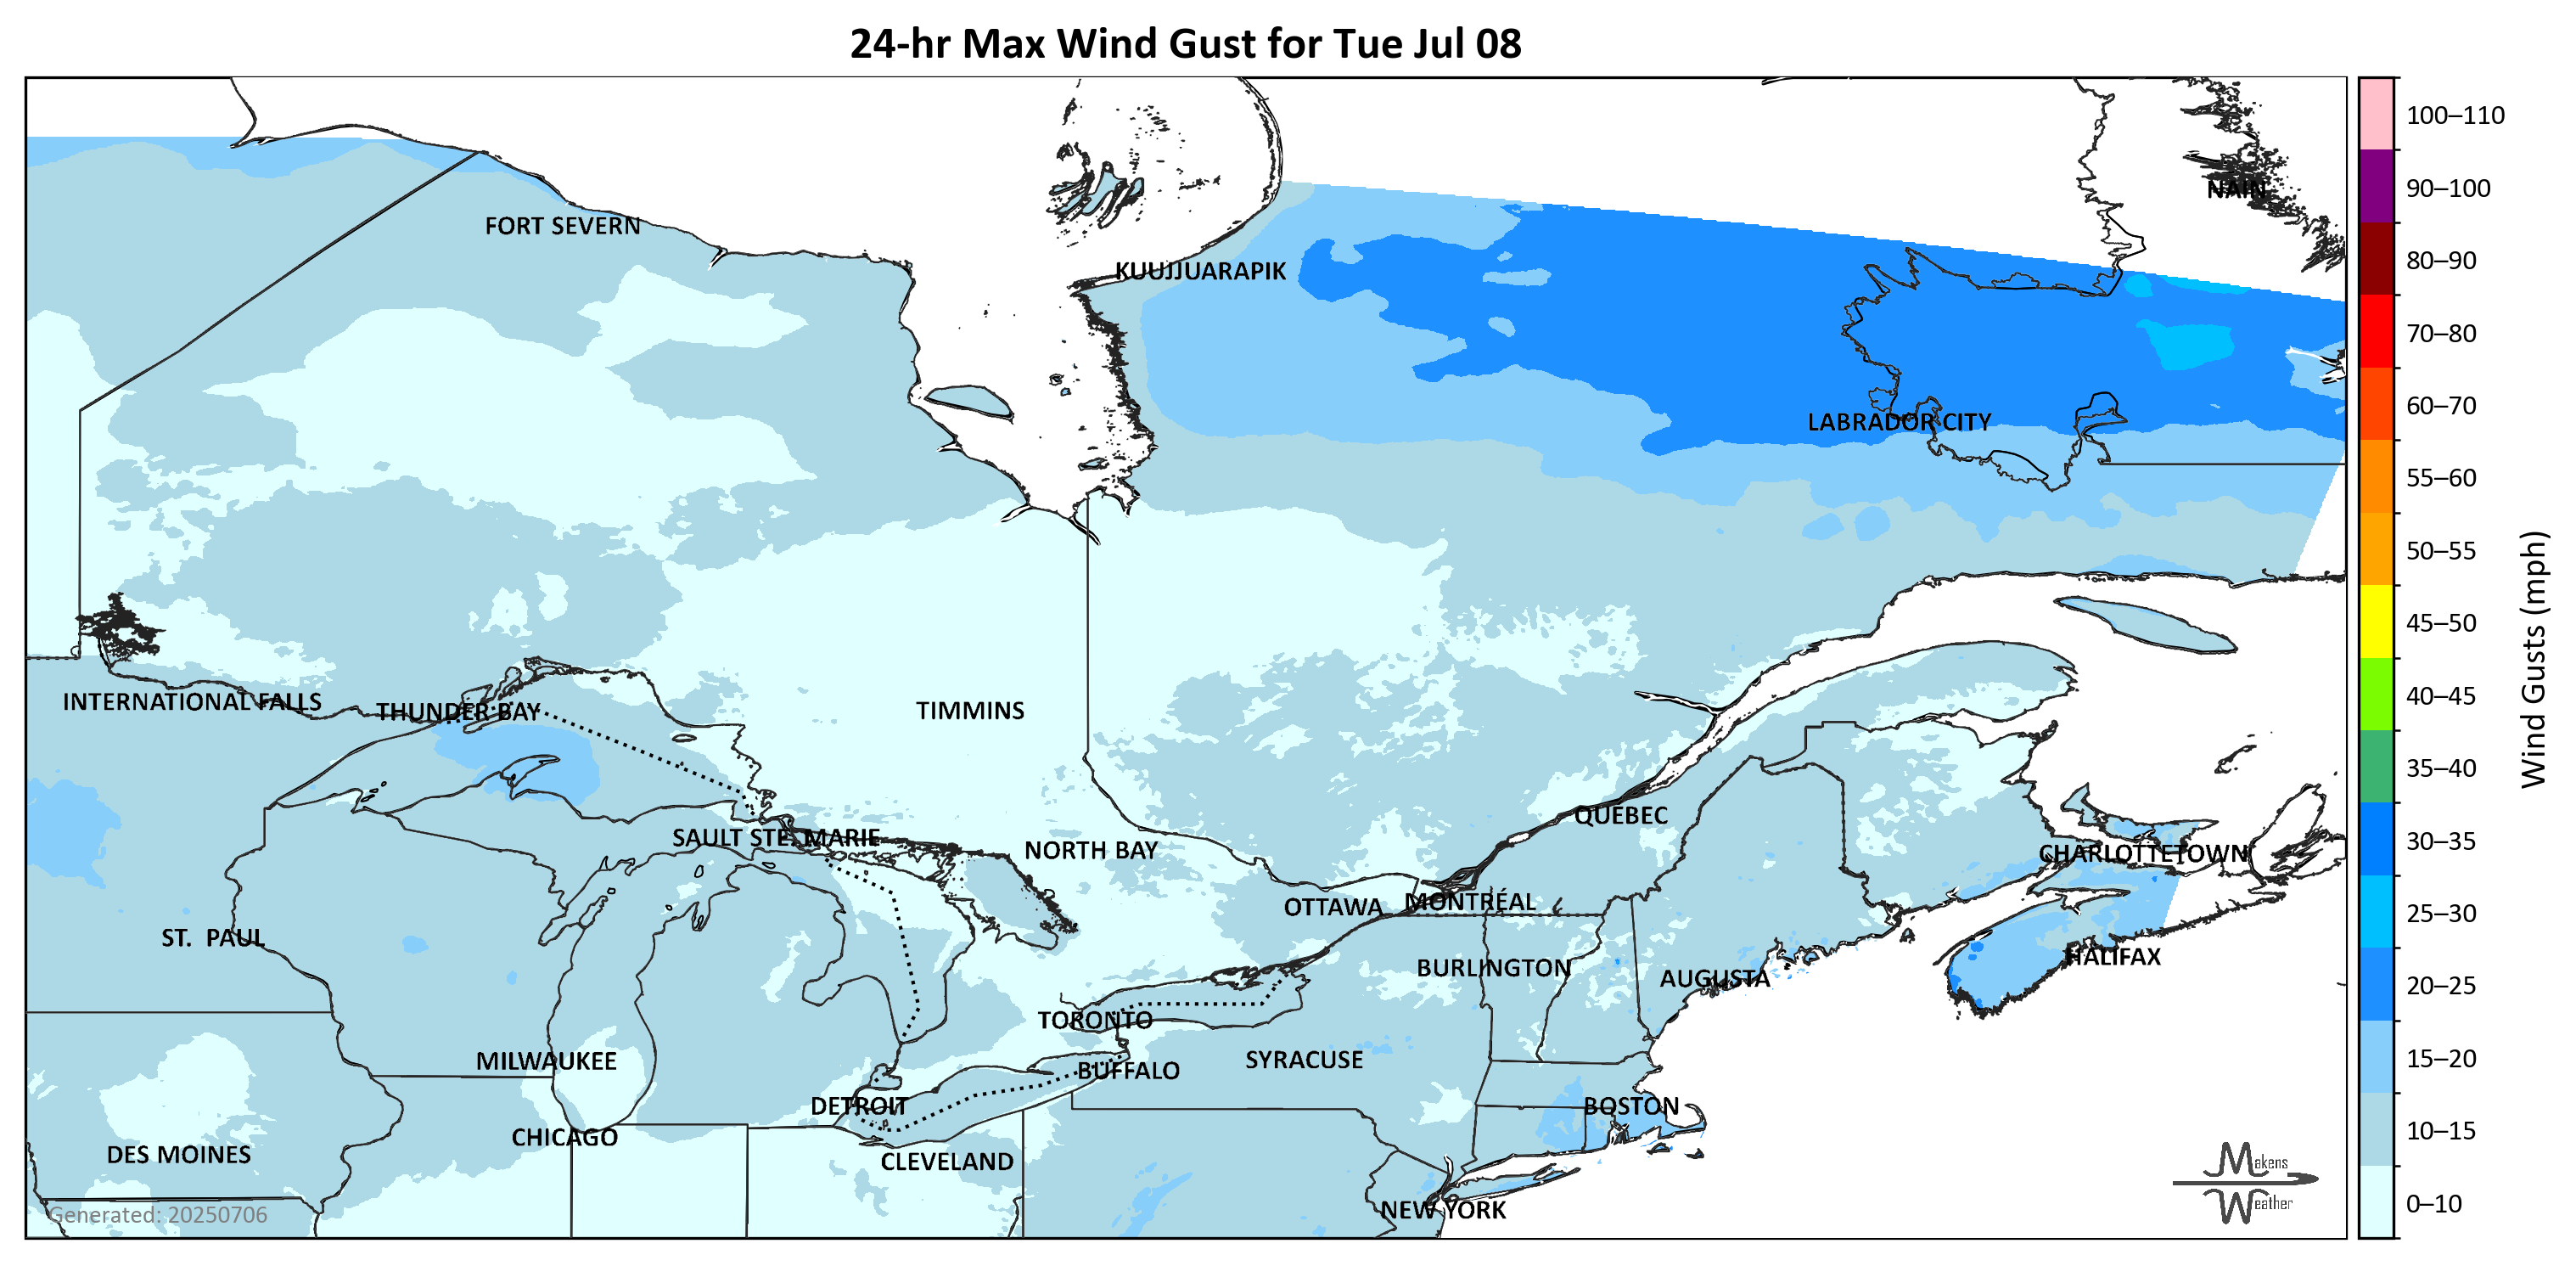 24-hr Max Wind Gust for Tue Jul 08
100–110
90–100
80–90
70–80
60–70
55–60
50–55
45–50
40–45
35–40
30–35
25–30
20–25
15–20
10–15
0–10
Wind Gusts (mph)
NAIN
FORT SEVERN
KUUJJUARAPIK
LABRADOR CITY
INTERNATIONAL FALLS
THUNDER BAY
TIMMINS
QUEBEC
SAULT STE. MARIE
NORTH BAY
CHARLOTTETOWN
OTTAWA
MONTRÉAL
ST. PAUL
HALIFAX
BURLINGTON
AUGUSTA
TORONTO
MILWAUKEE
SYRACUSE
BUFFALO
DETROIT
BOSTON
CHICAGO
DES MOINES
CLEVELAND
NEW YORK
Generated: 20250706
Makens
Weather